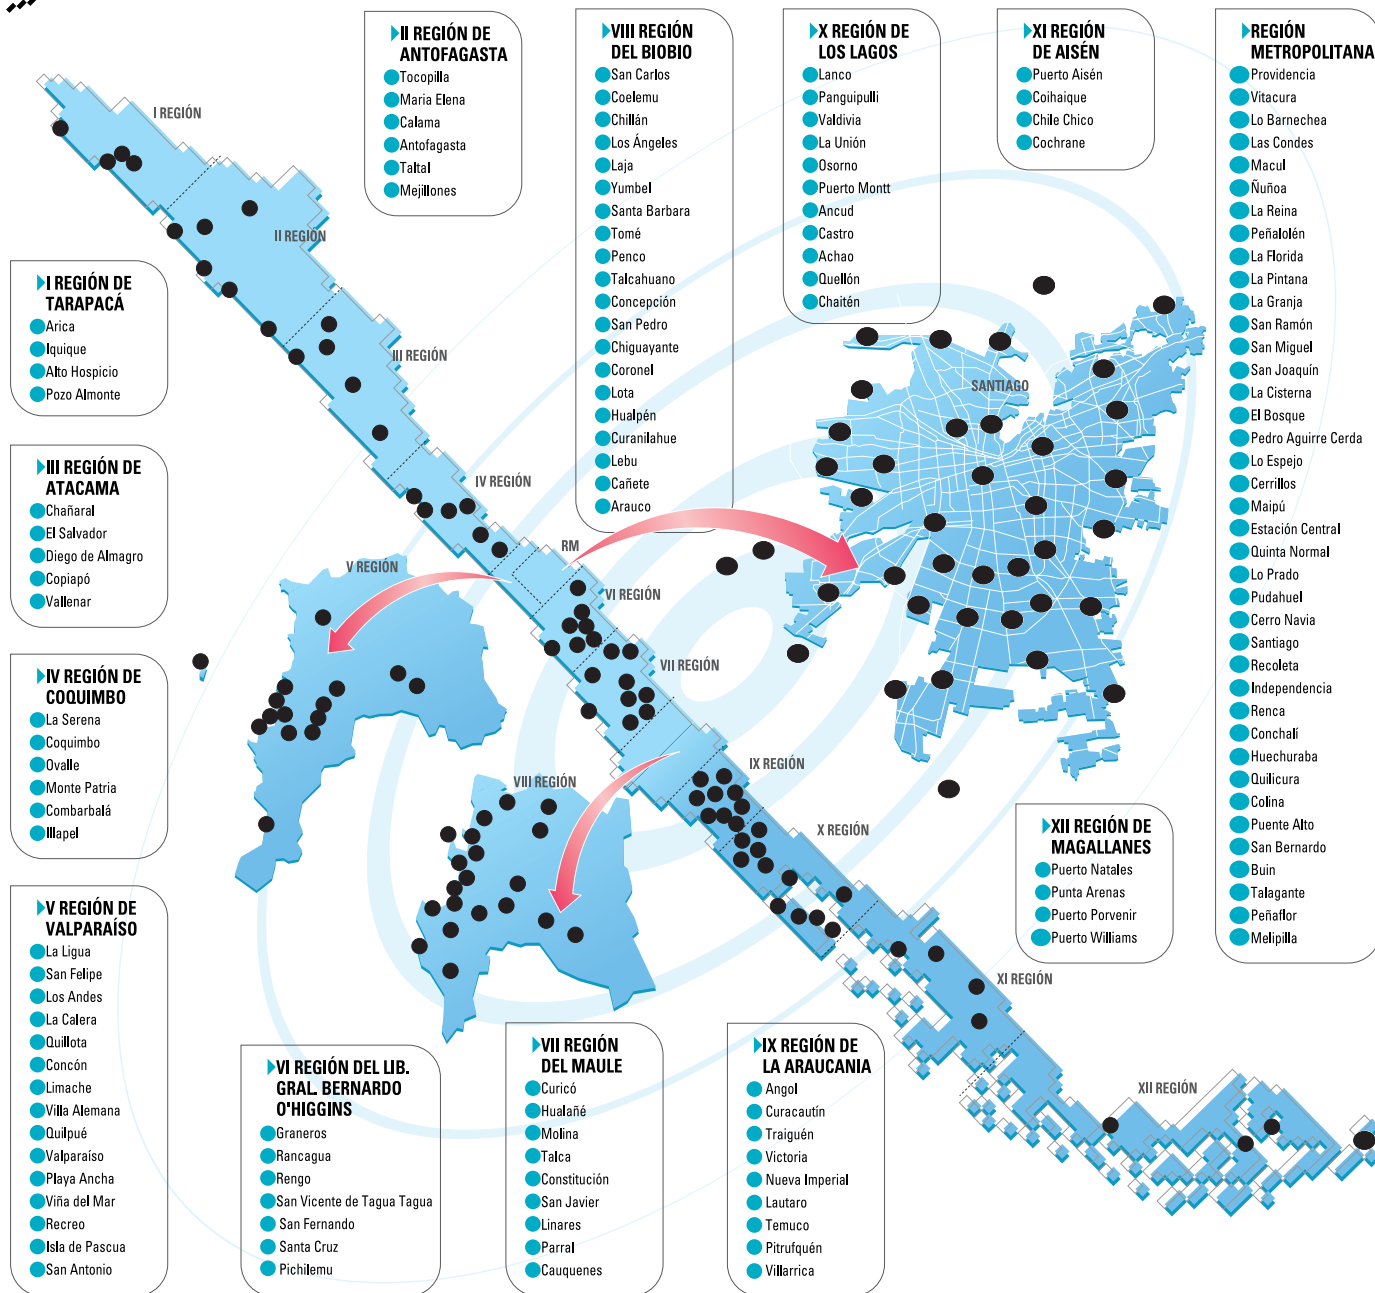 II REGIÓN DE
ANTOFAGASTA
Tocopilla
Maria Elena
Calama
Antofagasta
Taltal
Mejillones
VIII REGIÓN
DEL BIOBIO
San Carlos
Coelemu
Chillán
Los Ángeles
Laja
Yumbel
Santa Barbara
Tomé
Penco
Talcahuano
Concepción
San Pedro
Chiguayante
Coronel
Lota
Hualpén
Curanilahue
Lebu
Cañete
Arauco
X REGIÓN DE
LOS LAGOS
Lanco
Panguipulli
Valdivia
La Unión
Osorno
Puerto Montt
Ancud
Castro
Achao
Quellón
Chaitén
XI REGIÓN
DE AISÉN
Puerto Aisén
Coihaique
Chile Chico
Cochrane
REGIÓN
METROPOLITANA
Providencia
Vitacura
Lo Barnechea
Las Condes
Macul
Ñuñoa
La Reina
Peñalolén
La Florida
La Pintana
La Granja
San Ramón
San Miguel
San Joaquín
La Cisterna
El Bosque
Pedro Aguirre Cerda
Lo Espejo
Cerrillos
Maipú
Estación Central
Quinta Normal
Lo Prado
Pudahuel
Cerro Navia
Santiago
Recoleta
Independencia
Renca
Conchalí
Huechuraba
Quilicura
Colina
Puente Alto
San Bernardo
Buin
Talagante
Peñaflor
Melipilla
I REGIÓN
II REGIÓN
III REGIÓN
IV REGIÓN
RM
V REGIÓN
VI REGIÓN
VII REGIÓN
VIII REGIÓN
IX REGIÓN
X REGIÓN
XI REGIÓN
XII REGIÓN
SANTIAGO
I REGIÓN DE
TARAPACÁ
Arica
Iquique
Alto Hospicio
Pozo Almonte
III REGIÓN DE
ATACAMA
Chañaral
El Salvador
Diego de Almagro
Copiapó
Vallenar
IV REGIÓN DE
COQUIMBO
La Serena
Coquimbo
Ovalle
Monte Patria
Combarbalá
Illapel
V REGIÓN DE
VALPARAÍSO
La Ligua
San Felipe
Los Andes
La Calera
Quillota
Concón
Limache
Villa Alemana
Quilpué
Valparaíso
Playa Ancha
Viña del Mar
Recreo
Isla de Pascua
San Antonio
VI REGIÓN DEL LIB.
GRAL. BERNARDO
O'HIGGINS
Graneros
Rancagua
Rengo
San Vicente de Tagua Tagua
San Fernando
Santa Cruz
Pichilemu
VII REGIÓN
DEL MAULE
Curicó
Hualañé
Molina
Talca
Constitución
San Javier
Linares
Parral
Cauquenes
IX REGIÓN DE
LA ARAUCANIA
Angol
Curacautín
Traiguén
Victoria
Nueva Imperial
Lautaro
Temuco
Pitrufquén
Villarrica
XII REGIÓN DE
MAGALLANES
Puerto Natales
Punta Arenas
Puerto Porvenir
Puerto Williams